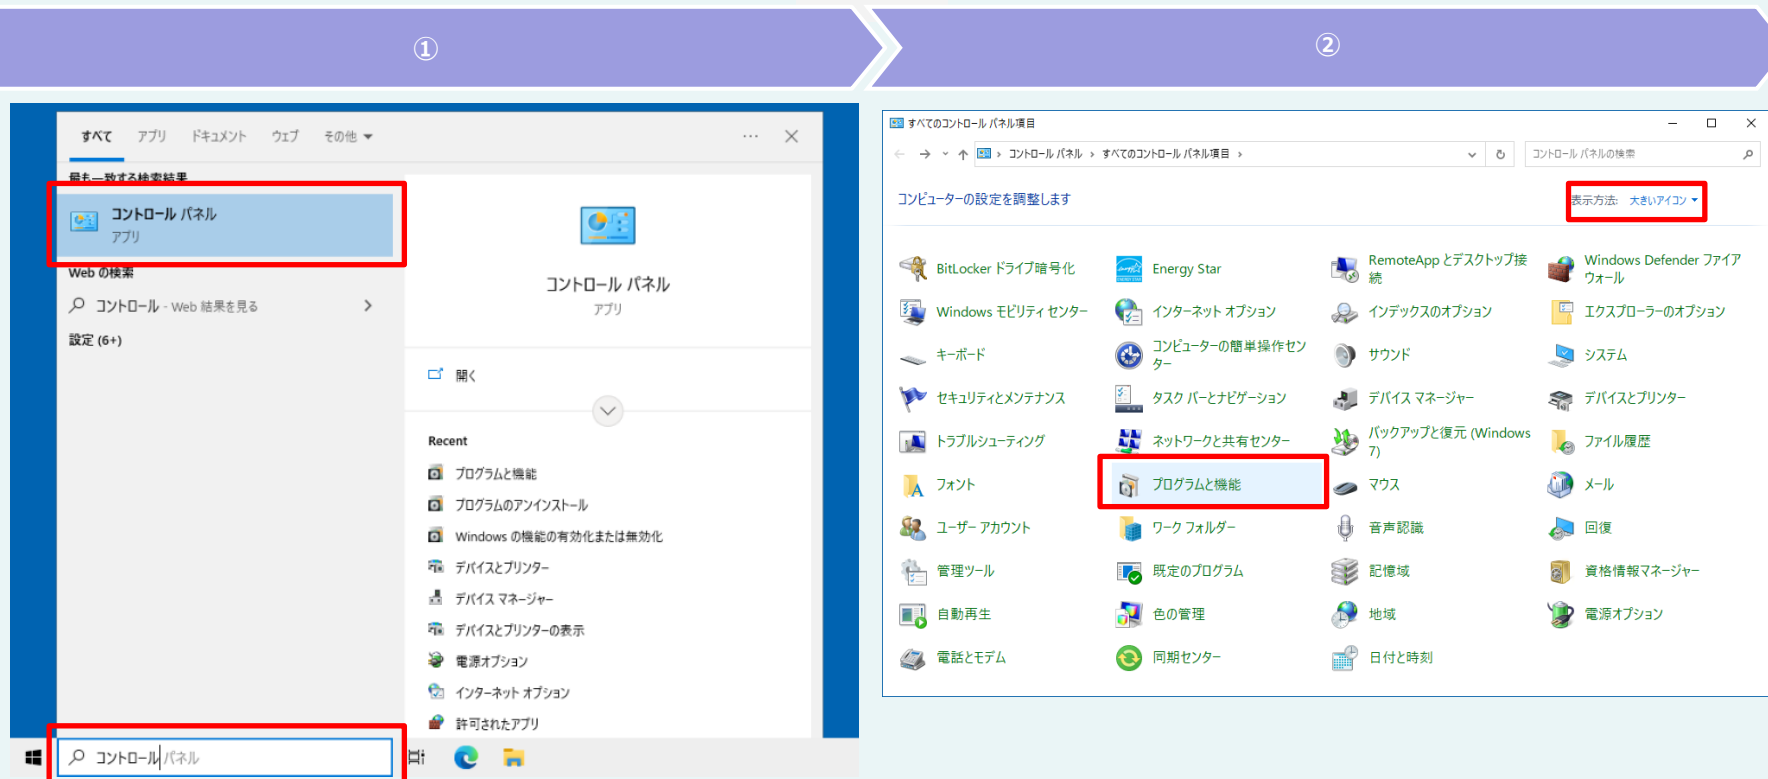 ①
②
すべて アプリ ドキュメント ウェブ その他
最も一致する検索結果
コントロール パネル
アプリ
Web の検索
コントロール - Web 結果を見る
設定 (6+)
コントロール パネル
アプリ
開く
Recent
プログラムと機能
プログラムのアンインストール
Windows の機能の有効化または無効化
デバイスとプリンター
デバイス マネージャー
デバイスとプリンターの表示
電源オプション
インターネット オプション
許可されたアプリ
コントロール パネル
すべてのコントロール パネル項目
コントロール パネル › すべてのコントロール パネル項目 ›
コントロール パネルの検索
コンピューターの設定を調整します
表示方法: 大きいアイコン
BitLocker ドライブ暗号化
Energy Star
RemoteApp とデスクトップ接
続
Windows Defender ファイア
ウォール
Windows モビリティ センター
インターネット オプション
インデックスのオプション
エクスプローラーのオプション
キーボード
コンピューターの簡単操作セン
ター
サウンド
システム
セキュリティとメンテナンス
タスク バーとナビゲーション
デバイス マネージャー
デバイスとプリンター
トラブルシューティング
ネットワークと共有センター
バックアップと復元 (Windows
7)
ファイル履歴
フォント
プログラムと機能
マウス
メール
ユーザー アカウント
ワーク フォルダー
音声認識
回復
管理ツール
既定のプログラム
記憶域
資格情報マネージャー
自動再生
色の管理
地域
電源オプション
電話とモデム
同期センター
日付と時刻